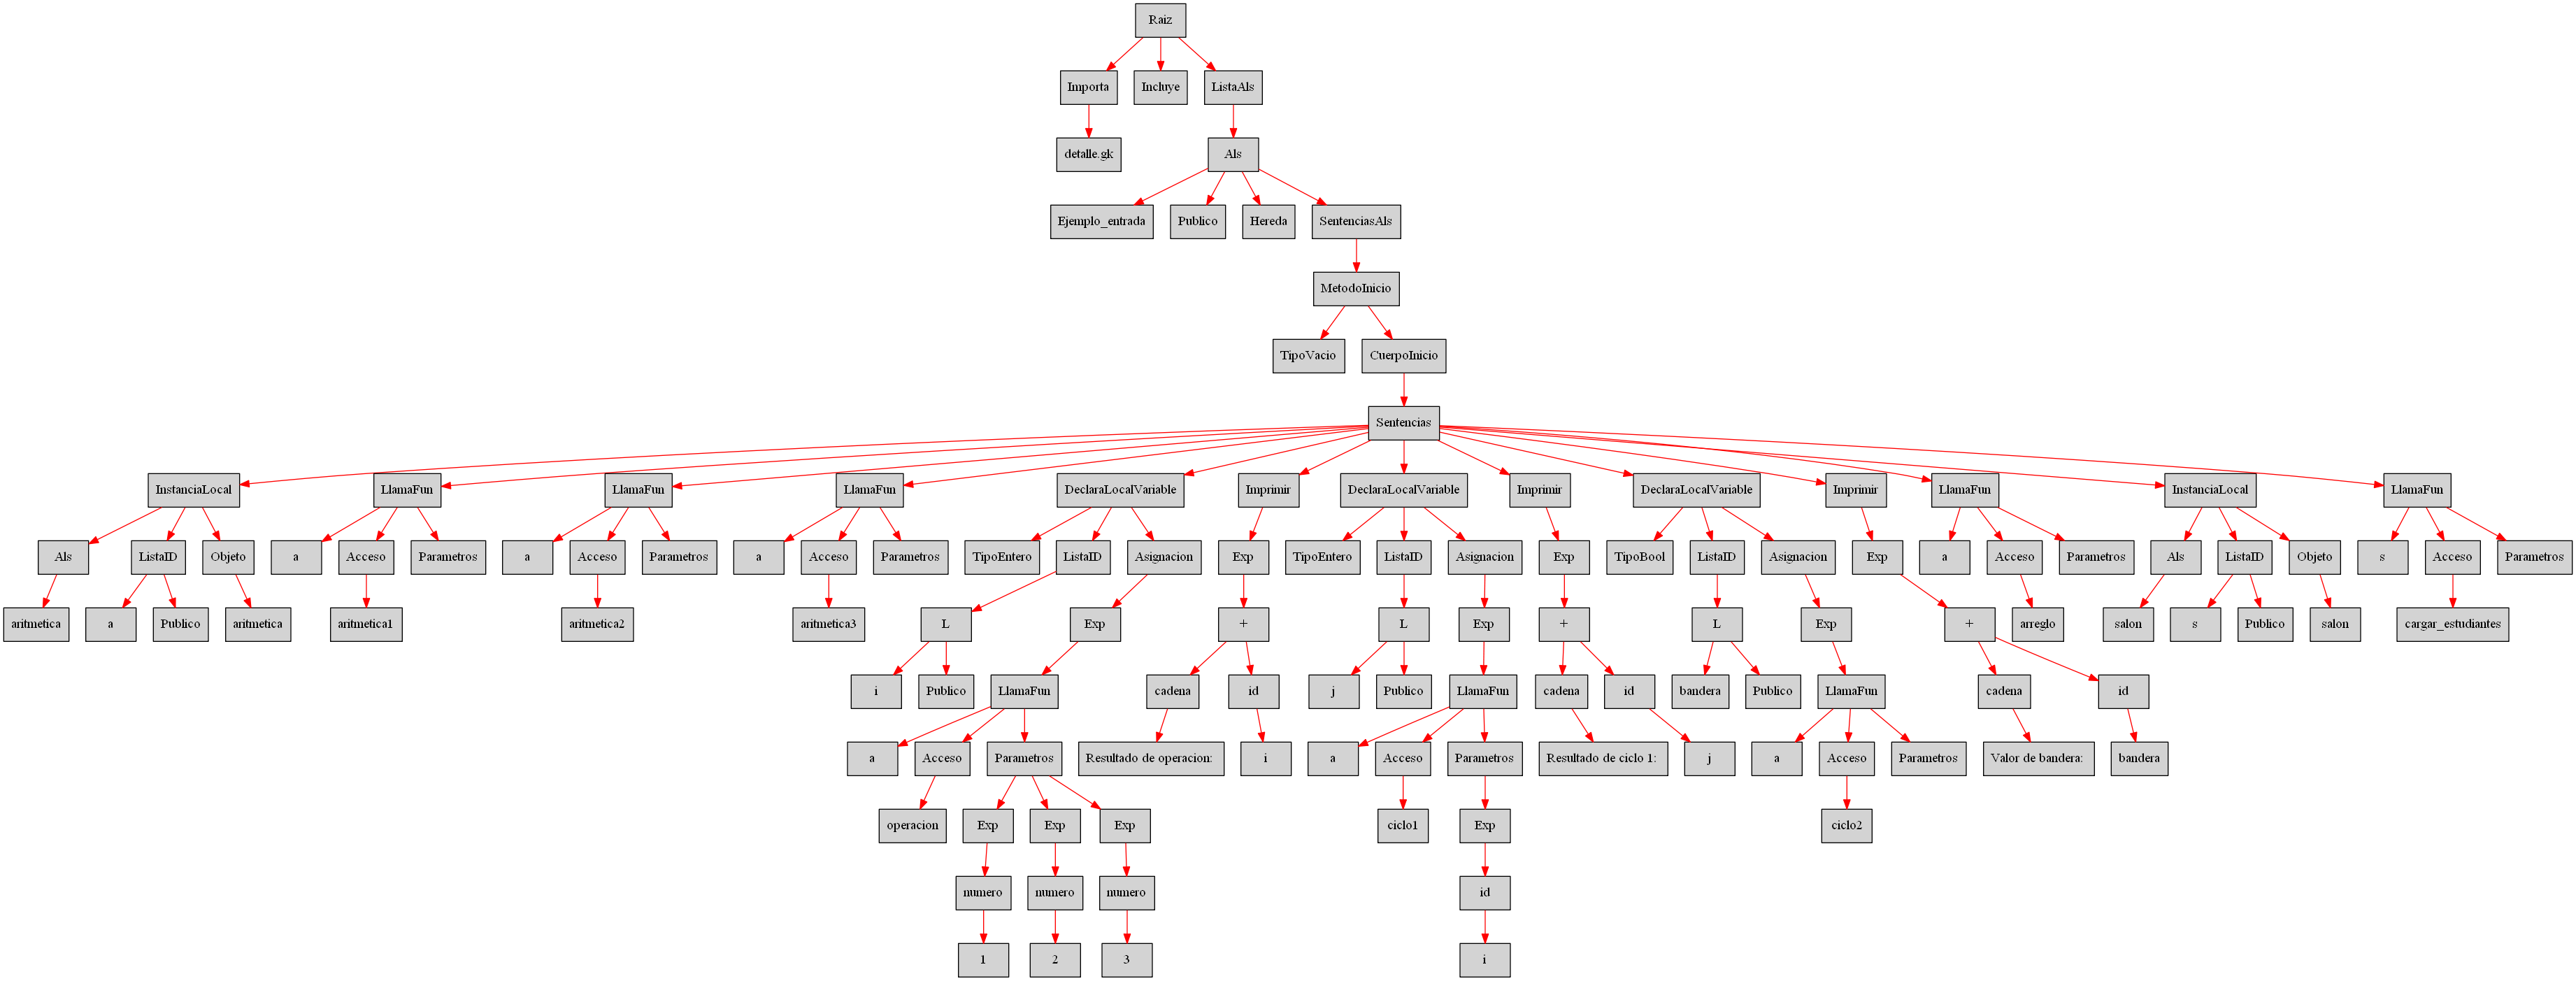 Raiz
Importa Incluye ListaAls
detalle.gk Als
Ejemplo_entrada Publico Hereda SentenciasAls
MetodoInicio
TipoVacio CuerpoInicio
Sentencias
InstanciaLocal LlamaFun LlamaFun LlamaFun DeclaraLocalVariable Imprimir DeclaraLocalVariable Imprimir DeclaraLocalVariable Imprimir LlamaFun InstanciaLocal LlamaFun
Als ListaID Objeto a Acceso Parametros a Acceso Parametros a Acceso Parametros TipoEntero ListaID Asignacion Exp TipoEntero ListaID Asignacion Exp TipoBool ListaID Asignacion Exp a Acceso Parametros Als ListaID Objeto s Acceso Parametros
aritmetica a Publico aritmetica aritmetica1 aritmetica2 aritmetica3 L Exp + L Exp + L Exp + arreglo salon s Publico salon cargar_estudiantes
i Publico LlamaFun cadena id j Publico LlamaFun cadena id bandera Publico LlamaFun cadena id
a Acceso Parametros Resultado de operacion: i a Acceso Parametros Resultado de ciclo 1: j a Acceso Parametros Valor de bandera: bandera
operacion Exp Exp Exp ciclo1 Exp ciclo2
numero numero numero id
1 2 3 i